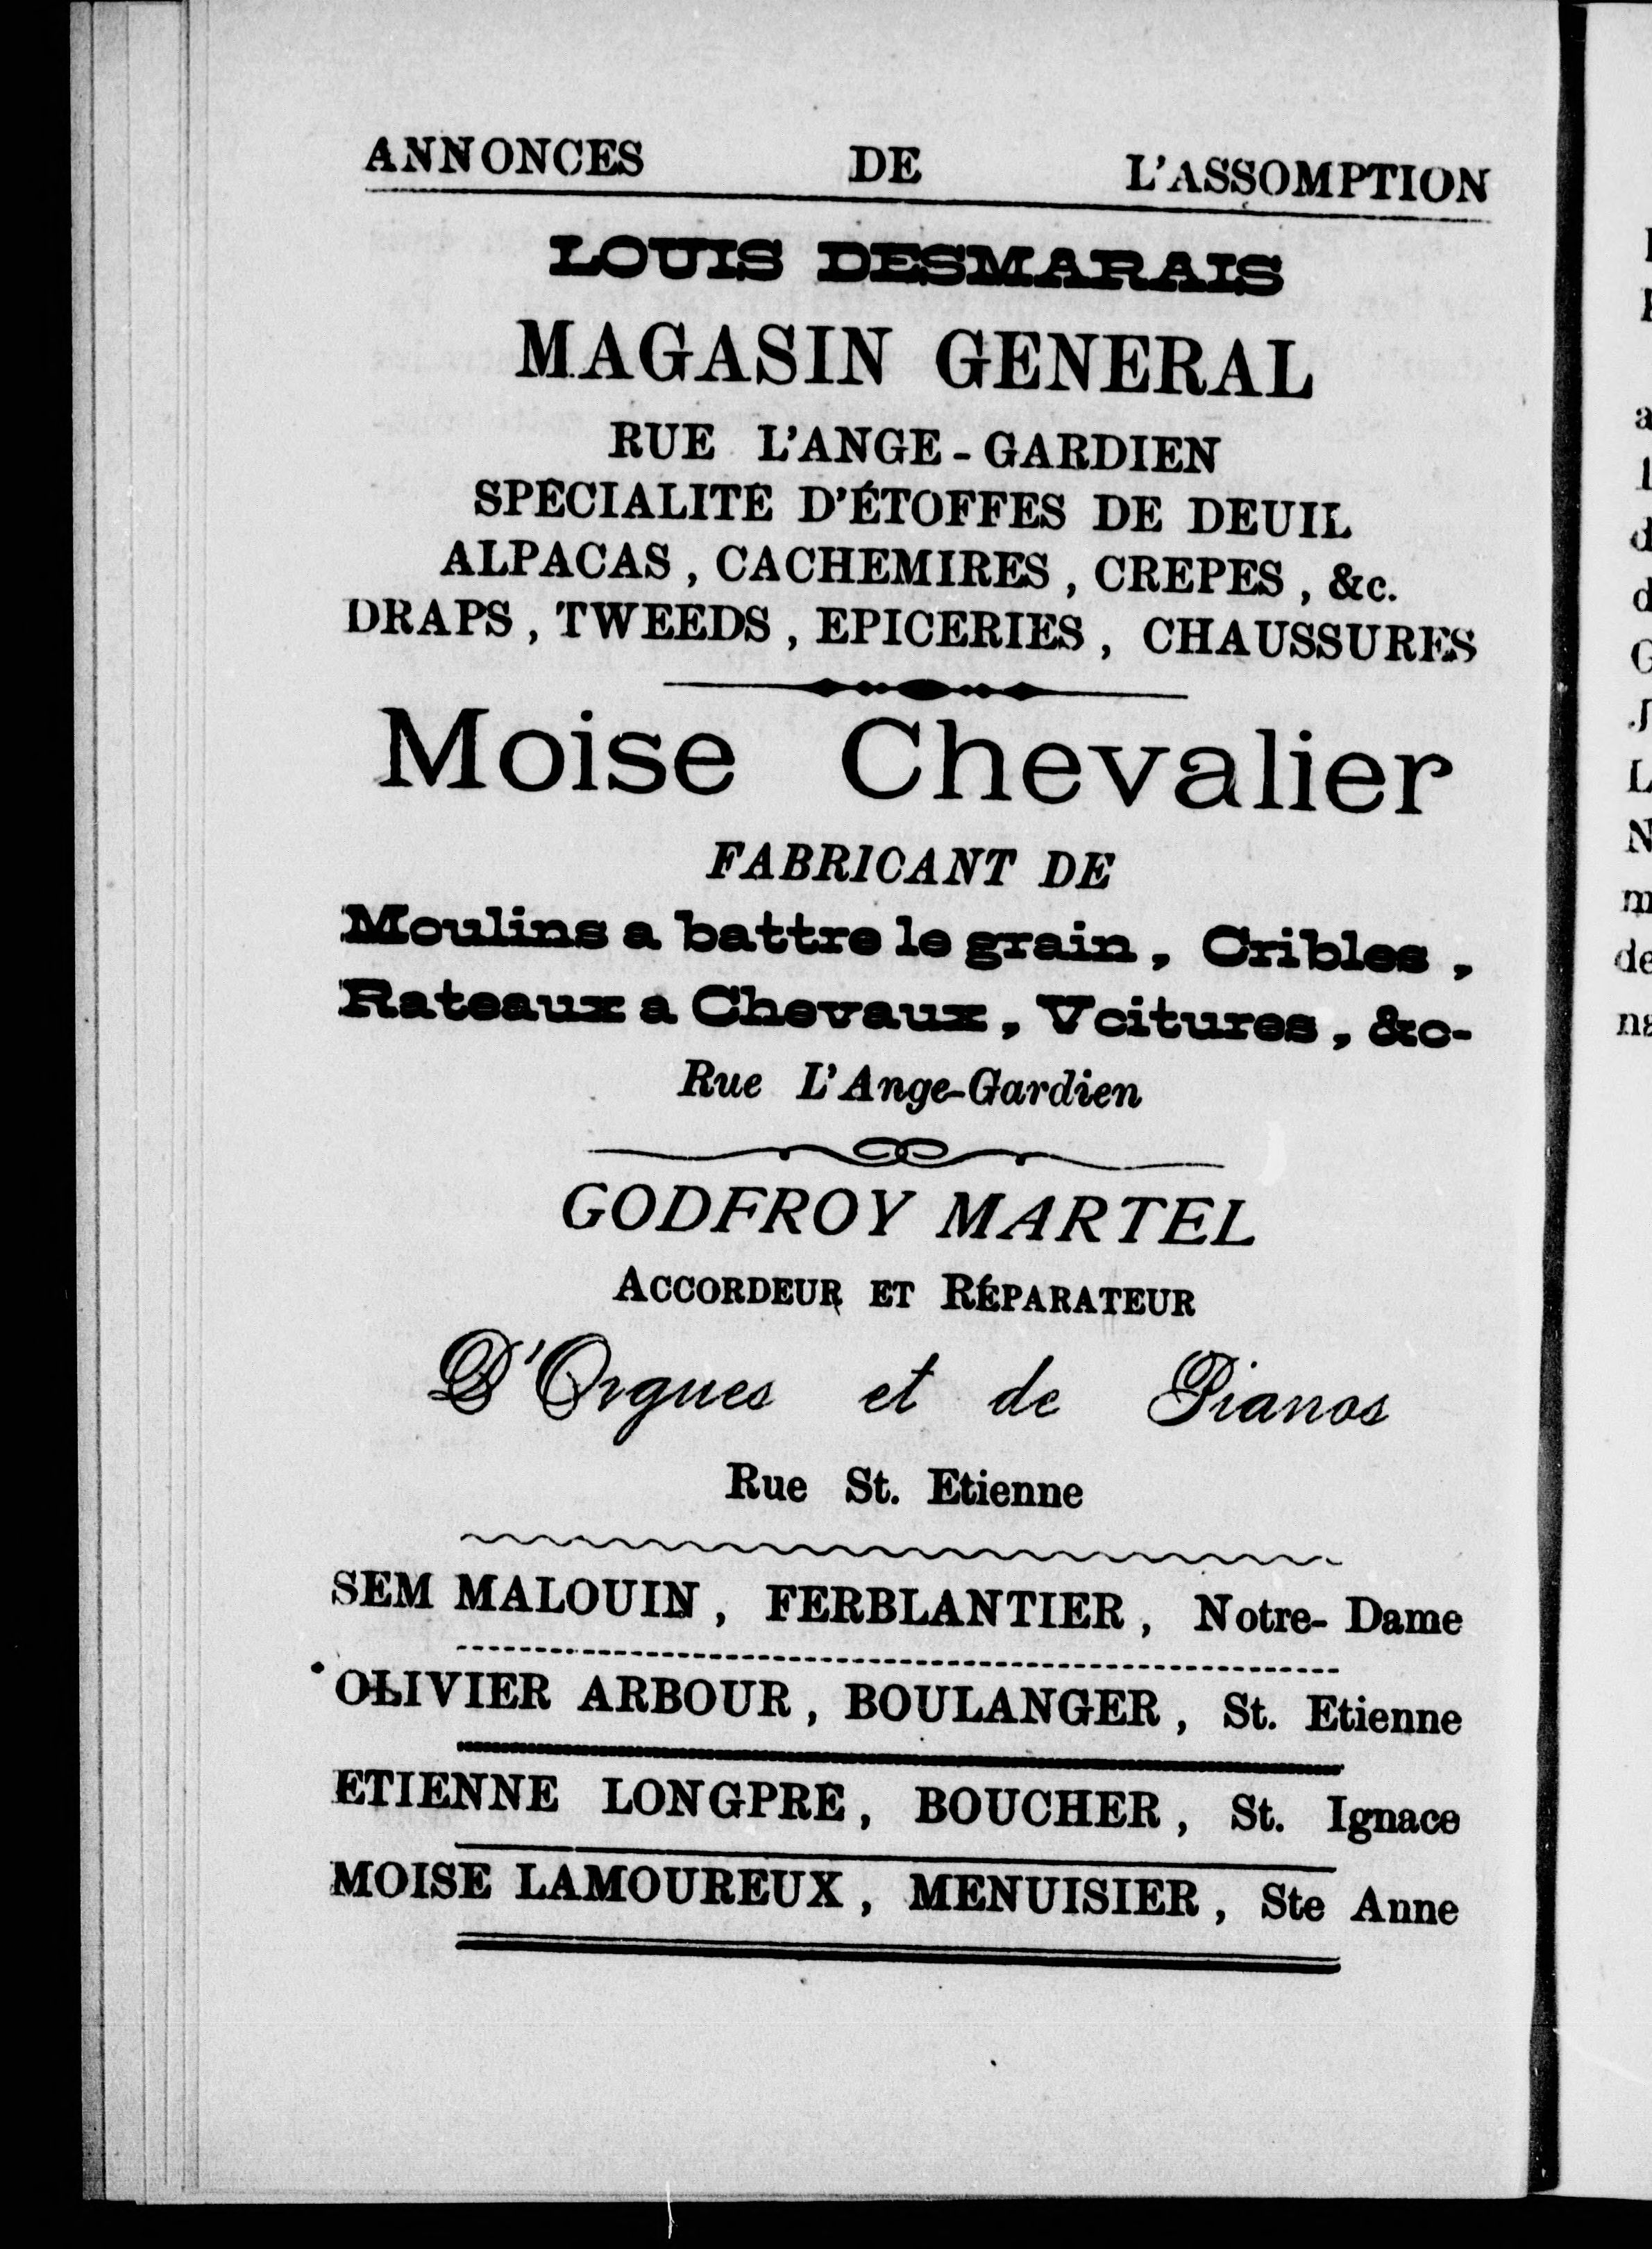 ANNONCES DE L'ASSOMPTION
LOUIS DESMARAIS
MAGASIN GENERAL
RUE L'ANGE-GARDIEN
SPÉCIALITÉ D'ÉTOFFES DE DEUIL
ALPACAS, CACHEMIRES, CREPES, &c.
DRAPS, TWEEDS, EPICERIES, CHAUSSURES
Moise Chevalier
FABRICANT DE
Moulins a battre le grain, Cribles,
Rateaux a Chevaux, Voitures, &c-
Rue L'Ange-Gardien
GODFROY MARTEL
ACCORDEUR ET RÉPARATEUR
D'Orgues et de Pianos
Rue St. Etienne
SEM MALOUIN, FERBLANTIER, Notre-Dame
OLIVIER ARBOUR, BOULANGER, St. Etienne
ETIENNE LONGPRÉ, BOUCHER, St. Ignace
MOISE LAMOUREUX, MENUISIER, Ste Anne